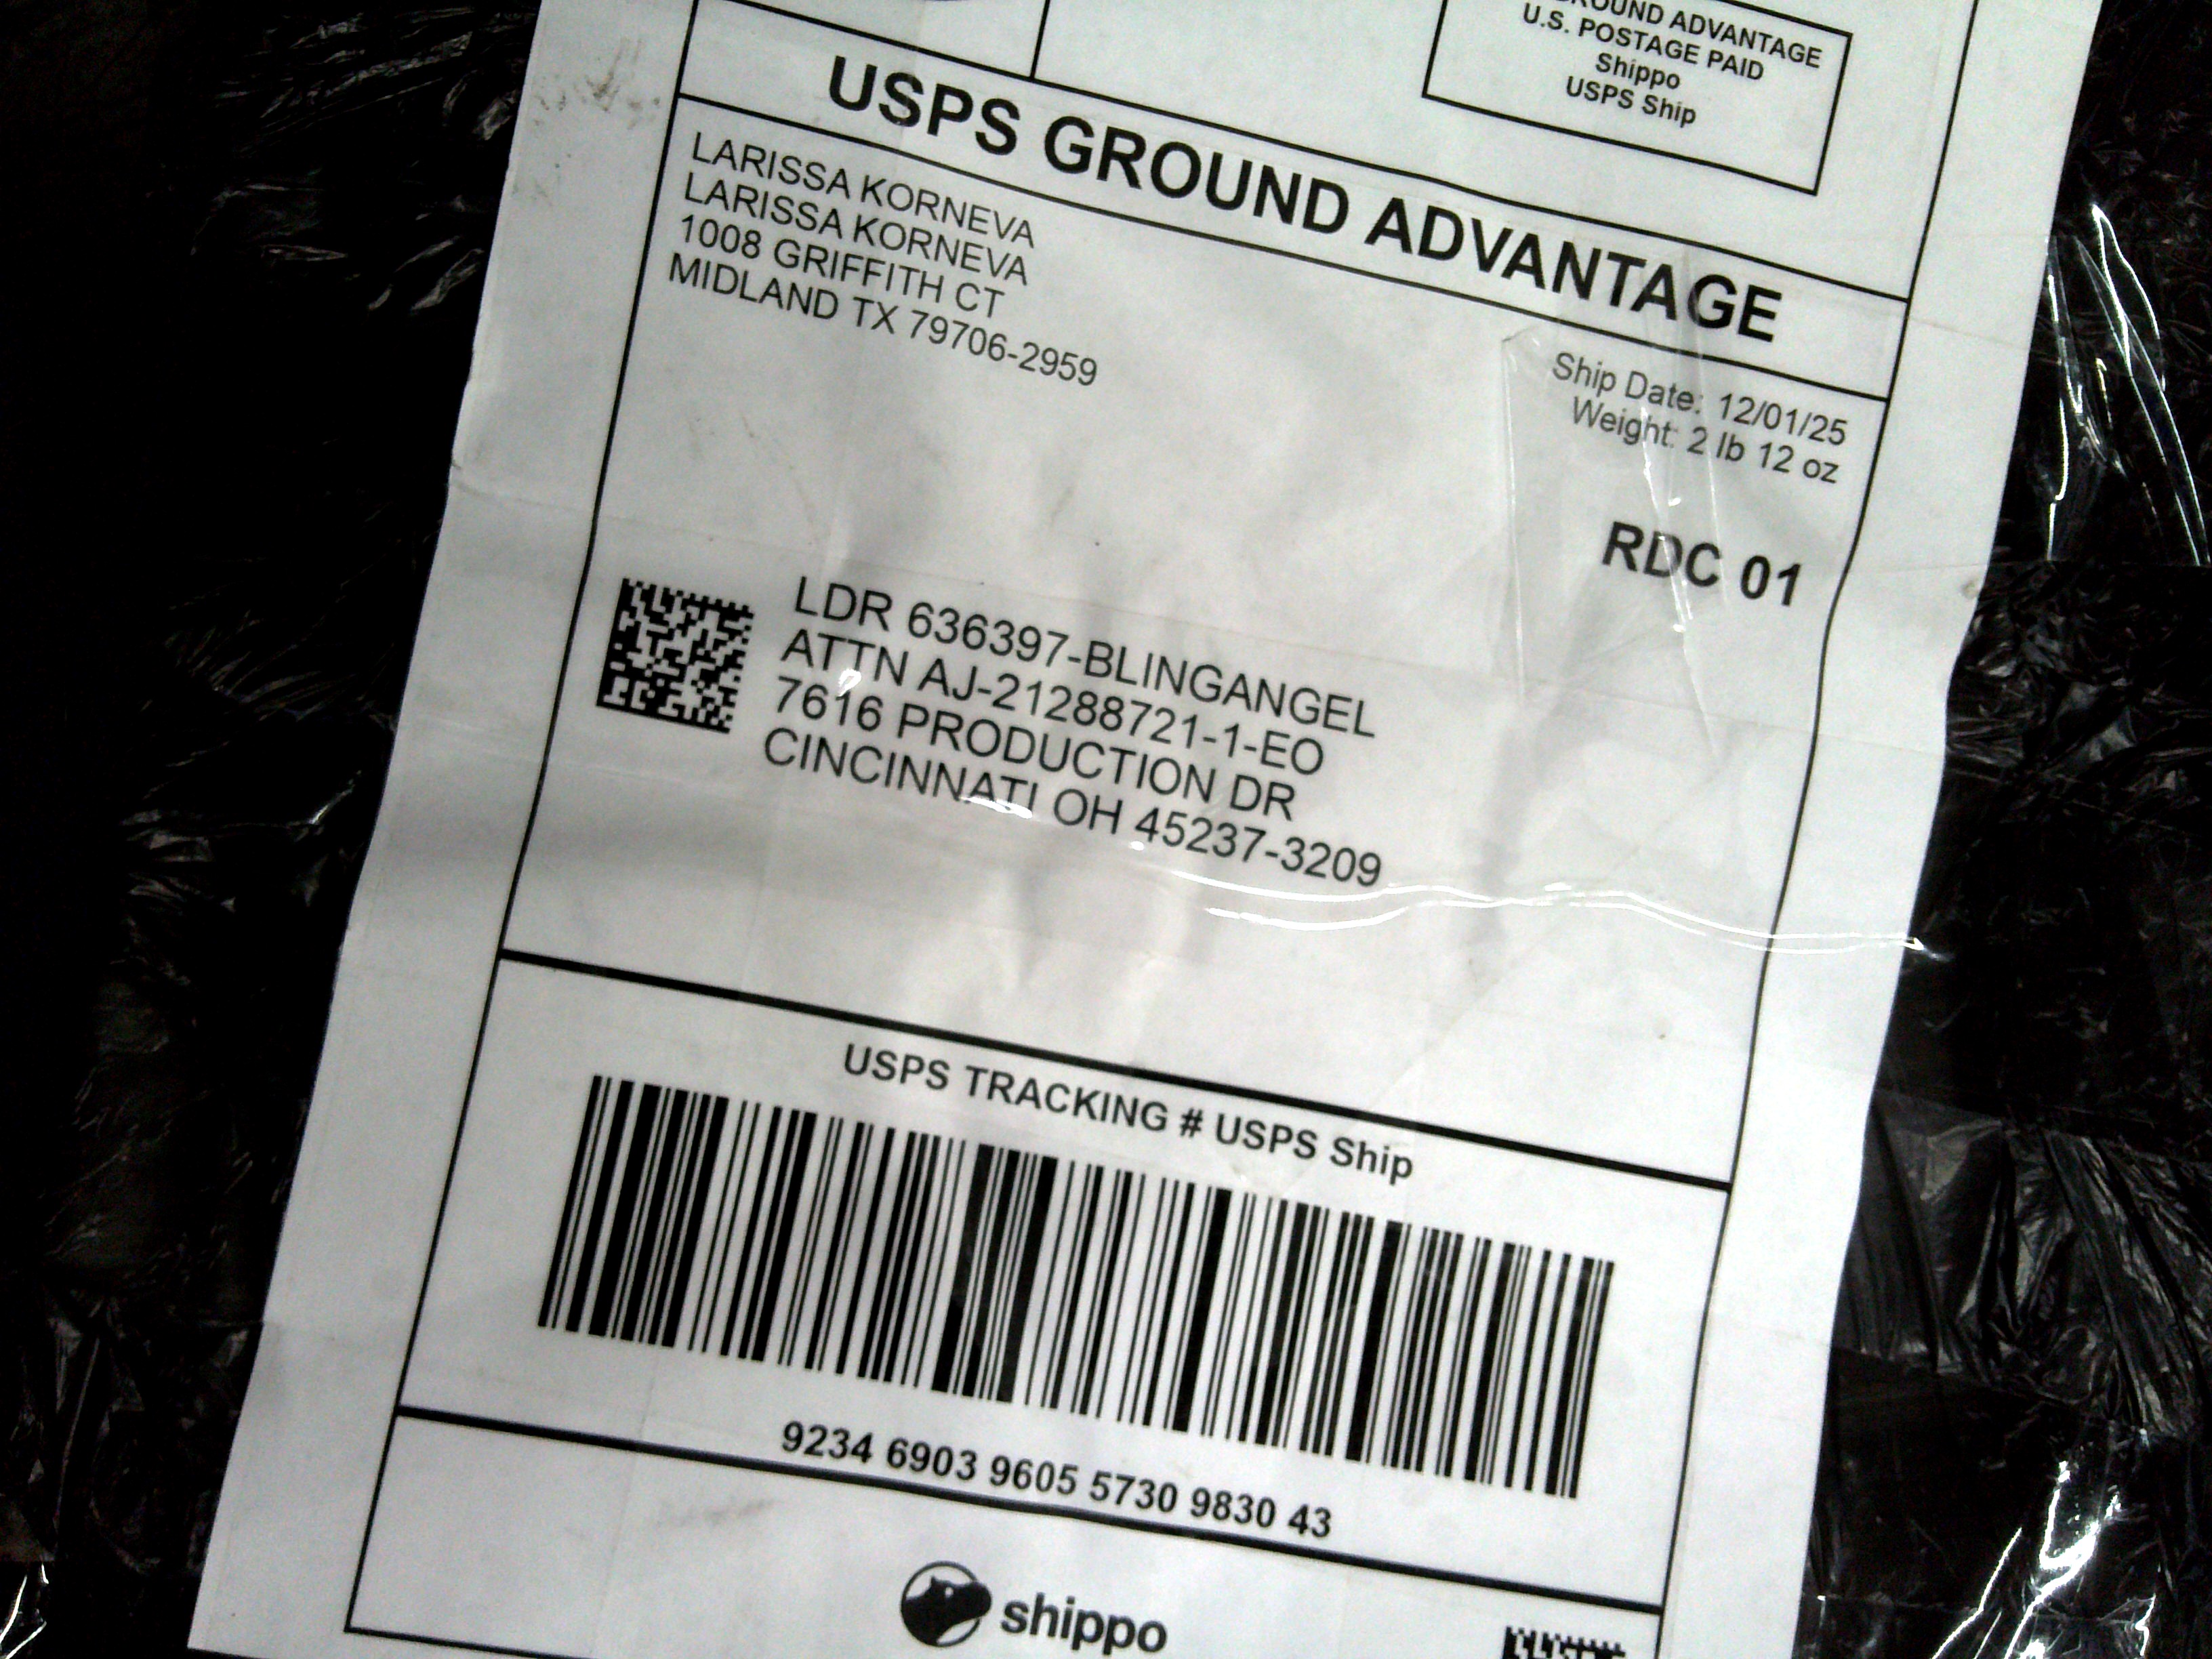 GROUND ADVANTAGE
U.S. POSTAGE PAID
Shippo
USPS Ship
USPS GROUND ADVANTAGE
LARISSA KORNEVA
LARISSA KORNEVA
1008 GRIFFITH CT
MIDLAND TX 79706-2959
Ship Date: 12/01/25
Weight: 2 lb 12 oz
RDC 01
LDR 636397-BLINGANGEL
ATTN AJ-21288721-1-EO
7616 PRODUCTION DR
CINCINNATI OH 45237-3209
USPS TRACKING # USPS Ship
9234 6903 9605 5730 9830 43
shippo